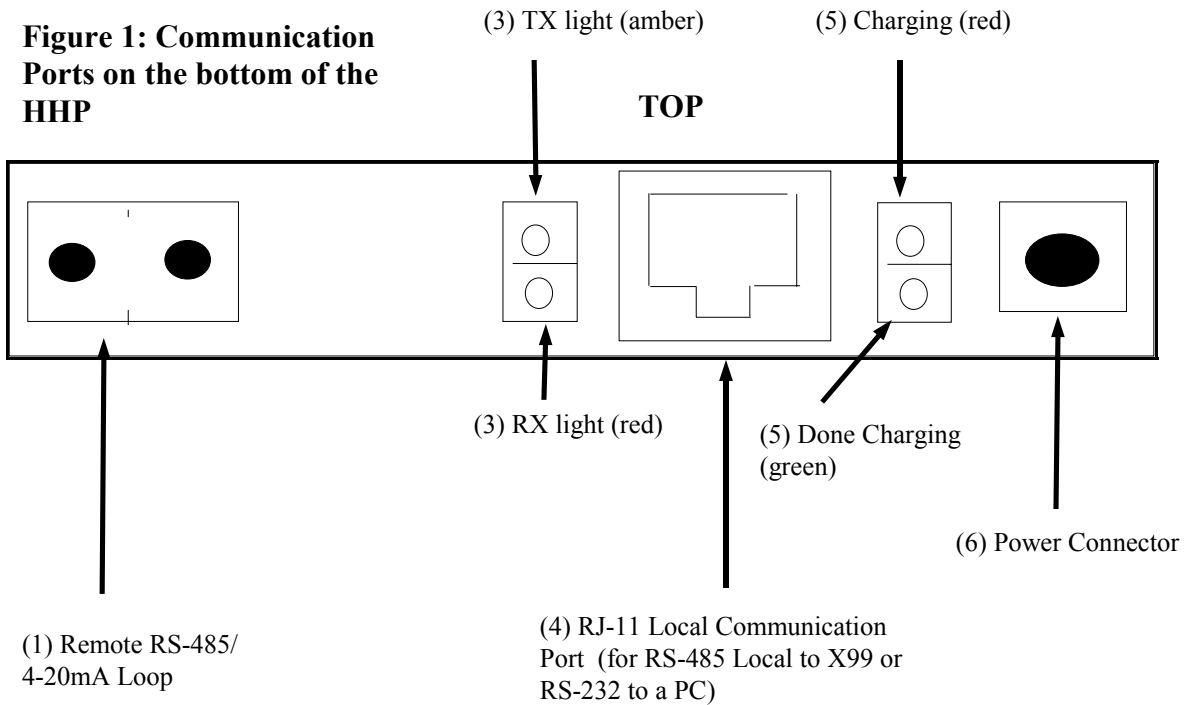 Figure 1: Communication
Ports on the bottom of the
HHP
(3) TX light (amber)
(5) Charging (red)
TOP
(3) RX light (red)
(5) Done Charging
(green)
(6) Power Connector
(1) Remote RS-485/
4-20mA Loop
(4) RJ-11 Local Communication
Port (for RS-485 Local to X99 or
RS-232 to a PC)